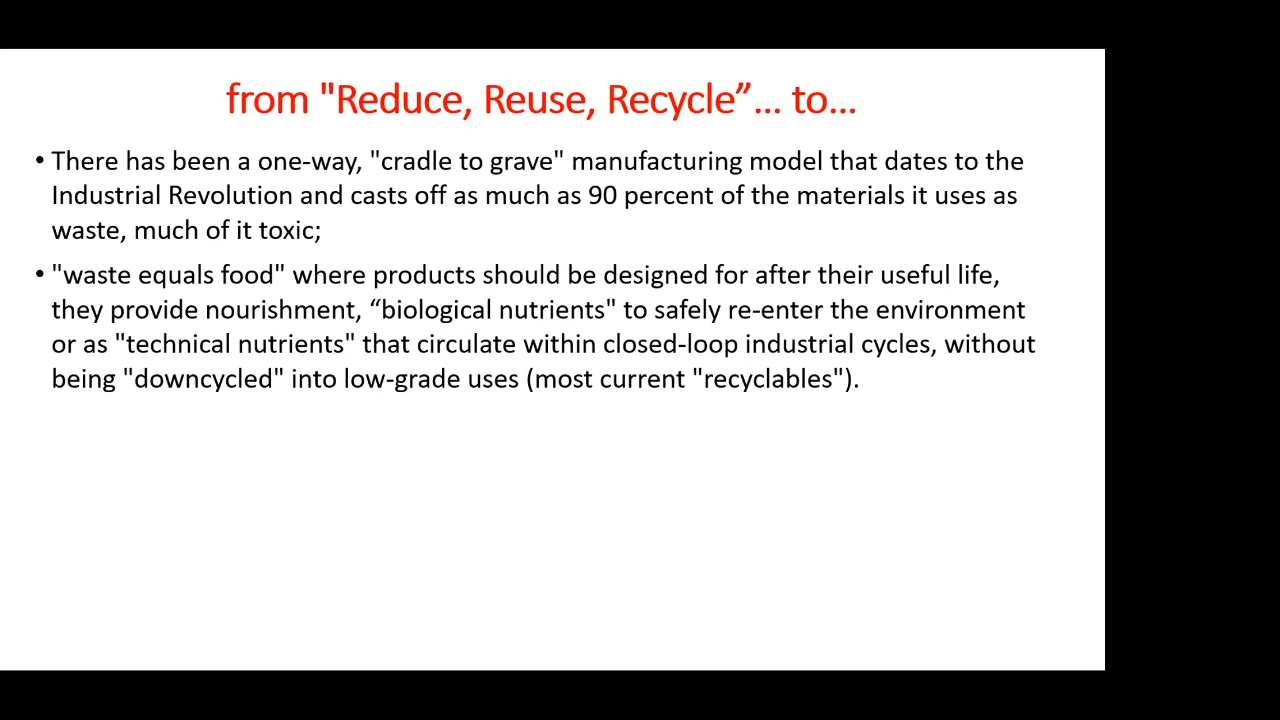 from "Reduce, Reuse, Recycle”... to...
• There has been a one-way, "cradle to grave" manufacturing model that dates to the
Industrial Revolution and casts off as much as 90 percent of the materials it uses as
waste, much of it toxic;
• "waste equals food" where products should be designed for after their useful life,
they provide nourishment, “biological nutrients" to safely re-enter the environment
or as "technical nutrients" that circulate within closed-loop industrial cycles, without
being "downcycled" into low-grade uses (most current "recyclables").